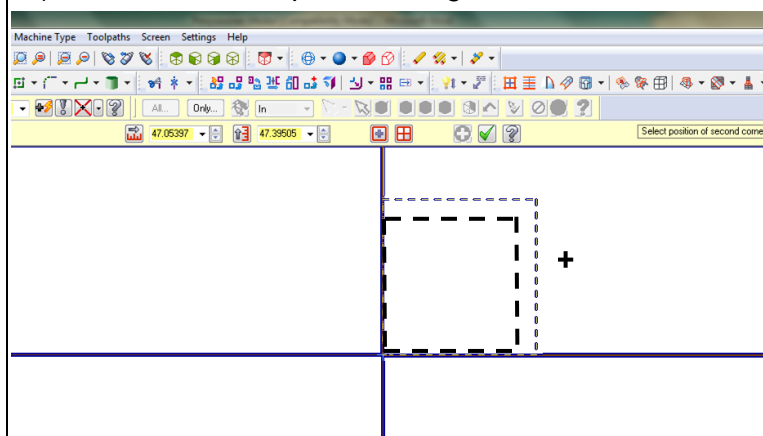 Machine Type Toolpaths Screen Settings Help
All... Only... In
47.05397 47.39505 Select position of second corne